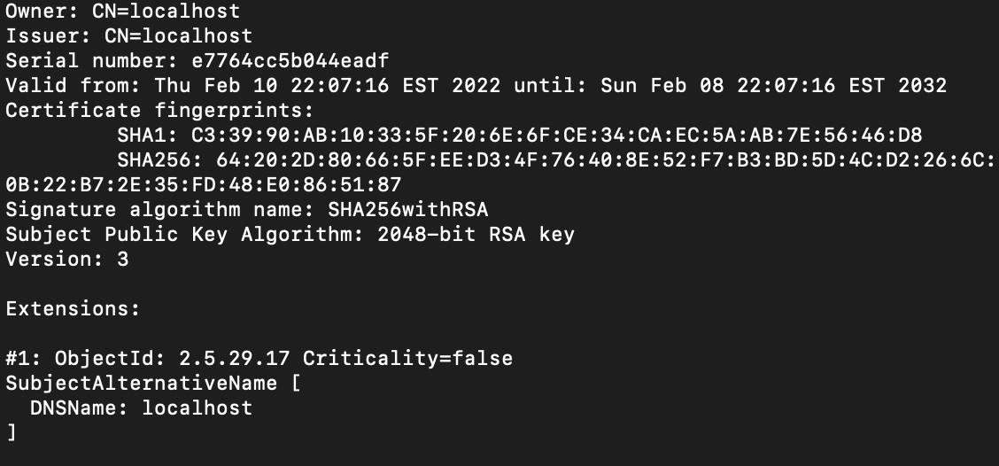 Owner: CN=localhost
Issuer: CN=localhost
Serial number: e7764cc5b044eadf
Valid from: Thu Feb 10 22:07:16 EST 2022 until: Sun Feb 08 22:07:16 EST 2032
Certificate fingerprints:
         SHA1: C3:39:90:AB:10:33:5F:20:6E:6F:CE:34:CA:EC:5A:AB:7E:56:46:D8
         SHA256: 64:20:2D:80:66:5F:EE:D3:4F:76:40:8E:52:F7:B3:BD:5D:4C:D2:26:6C:
0B:22:B7:2E:35:FD:48:E0:86:51:87
Signature algorithm name: SHA256withRSA
Subject Public Key Algorithm: 2048-bit RSA key
Version: 3

Extensions:

#1: ObjectId: 2.5.29.17 Criticality=false
SubjectAlternativeName [
  DNSName: localhost
]